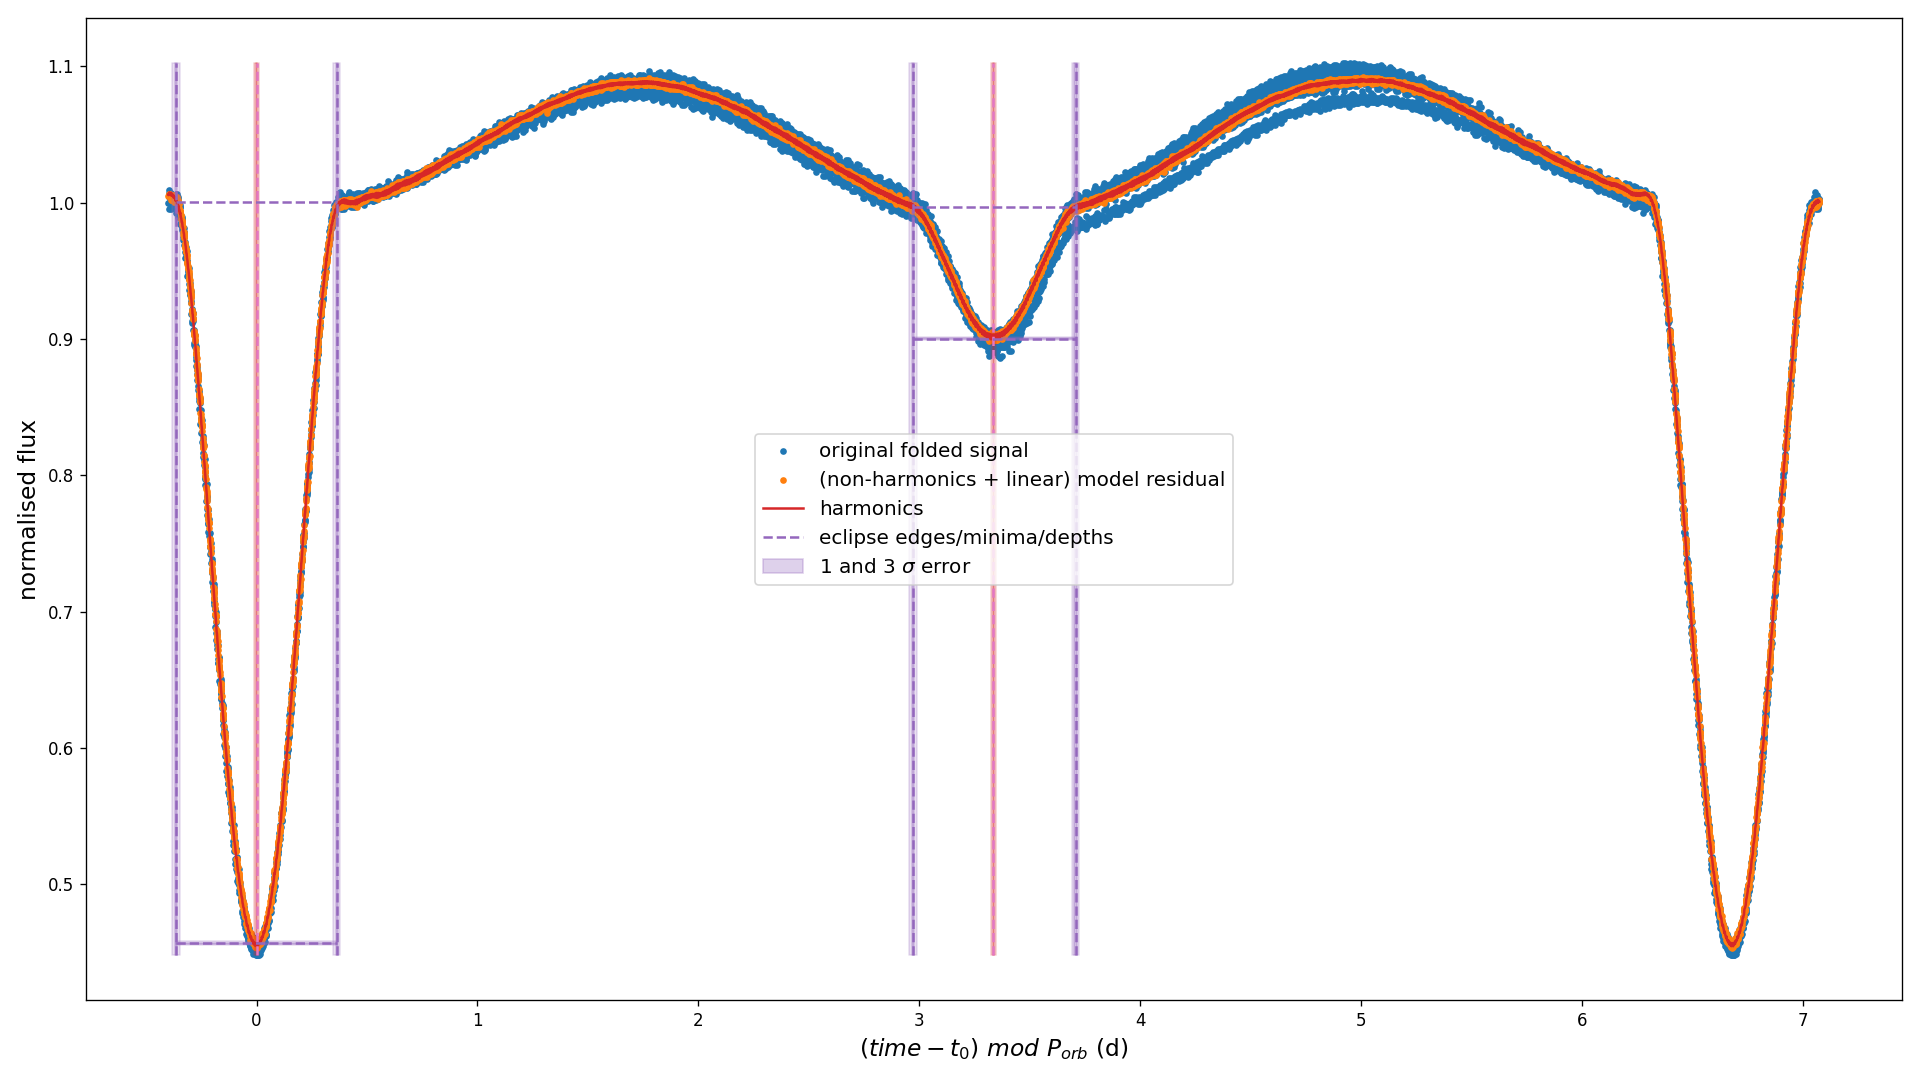 normalised flux
1.1
1.0
0.9
0.8
0.7
0.6
0.5
original folded signal
(non-harmonics + linear) model residual
harmonics
eclipse edges/minima/depths
1 and 3 σ error
0 1 2 3 4 5 6 7
(time − t₀) mod Pₒᵣb (d)